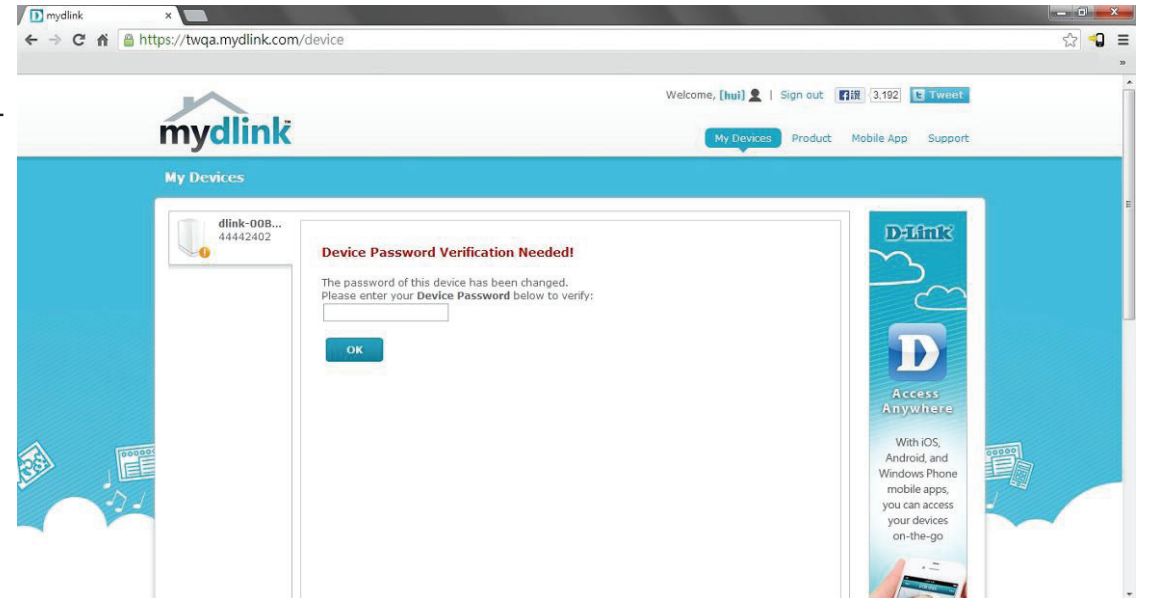 mydlink
https://twqa.mydlink.com/device
Welcome, [hui] | Sign out 讚 3,192 Tweet
mydlink
My Devices Product Mobile App Support
My Devices
dlink-00B...
44442402
Device Password Verification Needed!
The password of this device has been changed.
Please enter your Device Password below to verify:
OK
D-Link
Access
Anywhere
With iOS,
Android, and
Windows Phone
mobile apps,
you can access
your devices
on-the-go